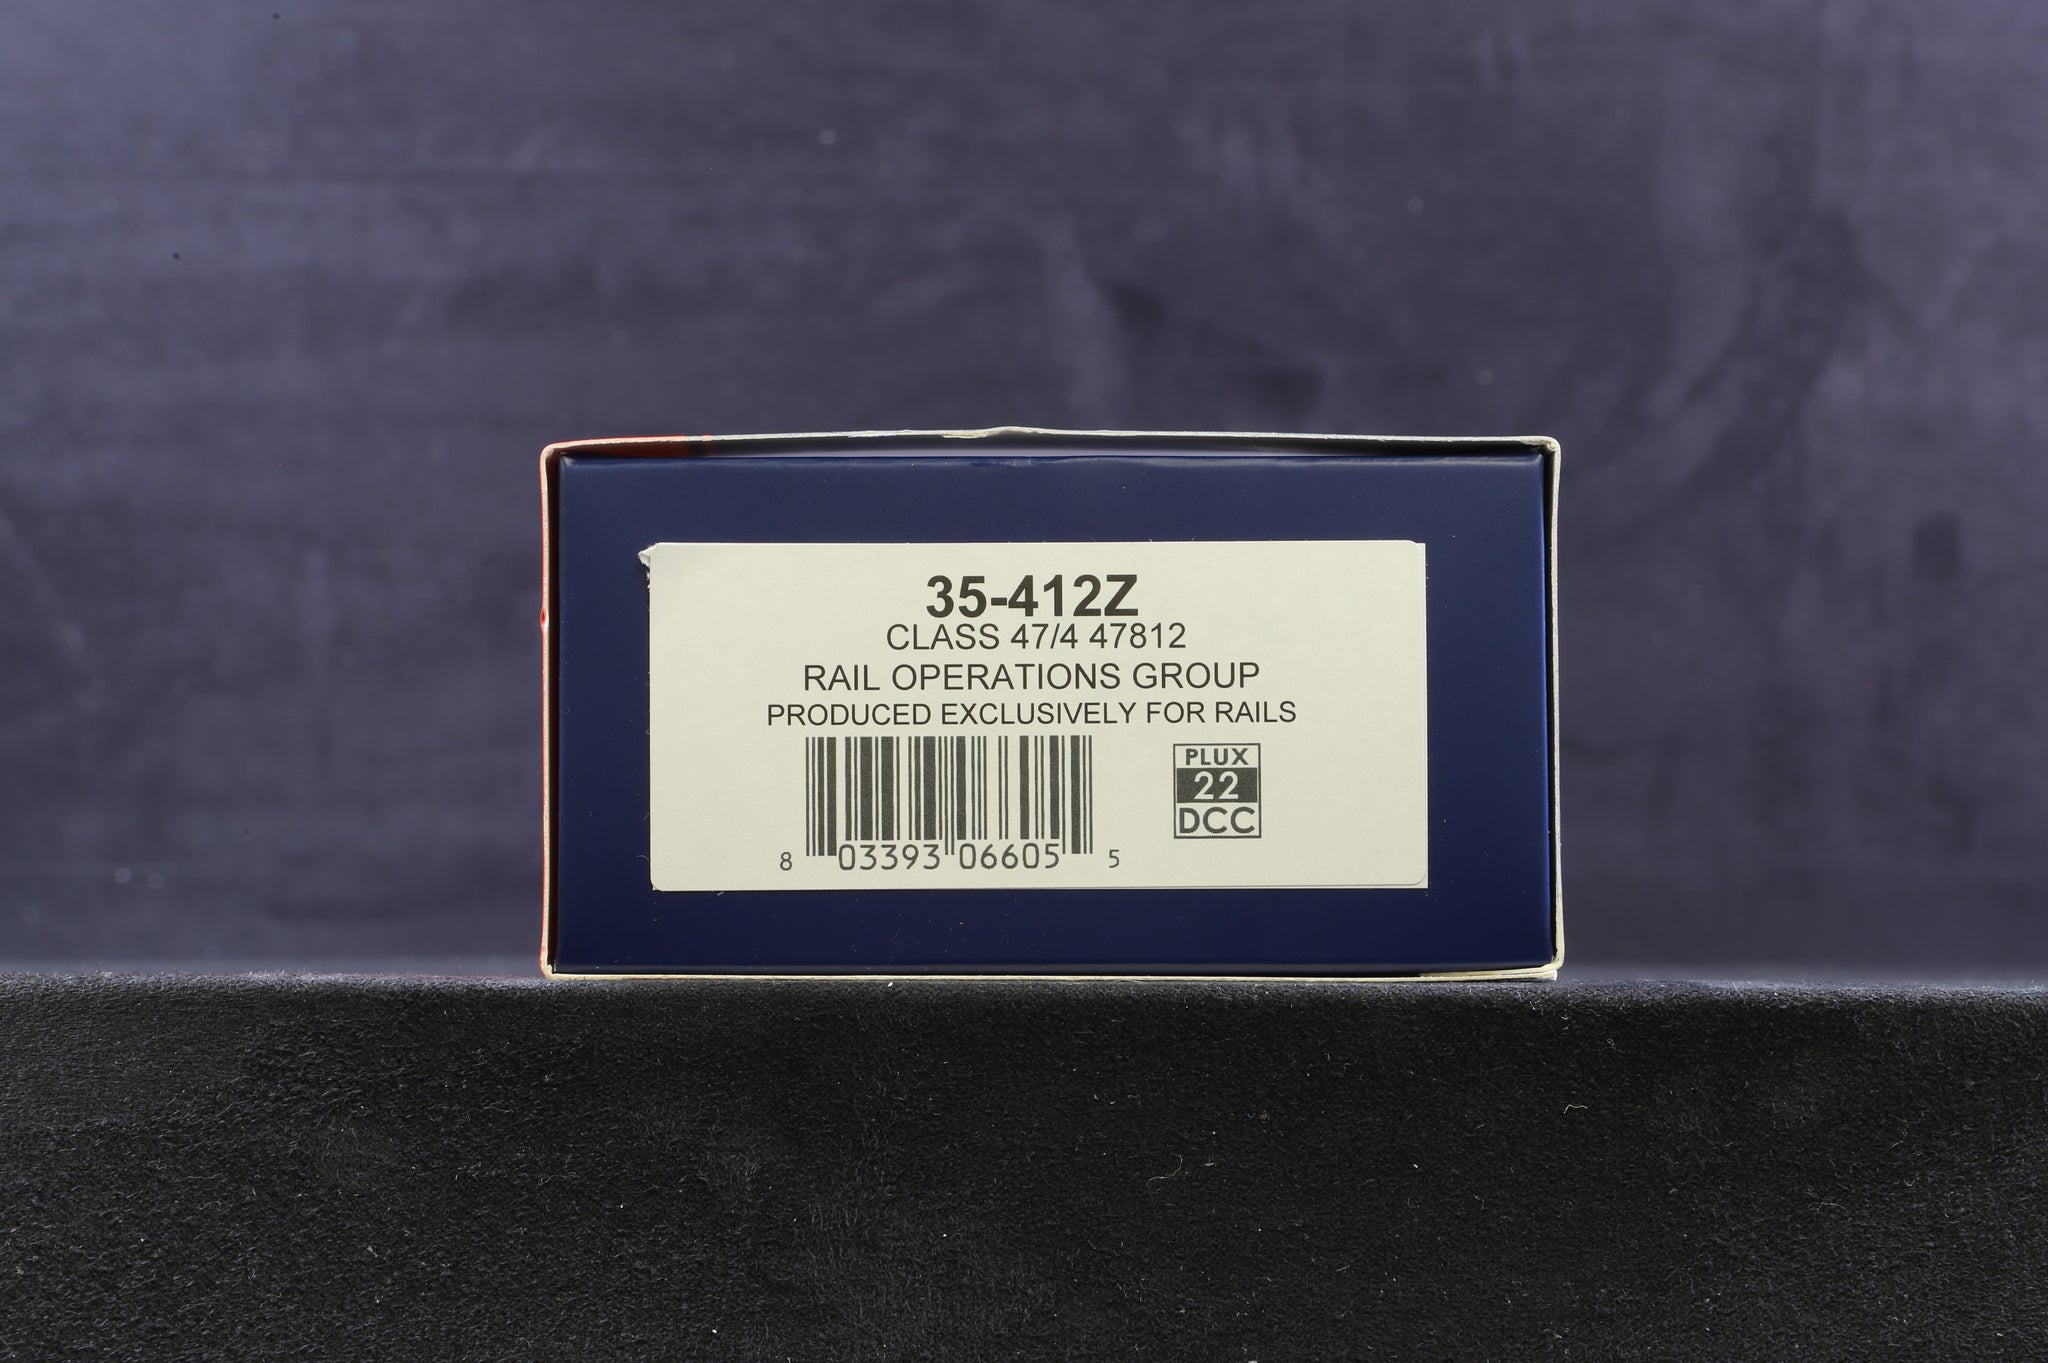 35-412Z
CLASS 47/4 47812
RAIL OPERATIONS GROUP
PRODUCED EXCLUSIVELY FOR RAILS
PLUX
22
DCC
8 03393 06605 5